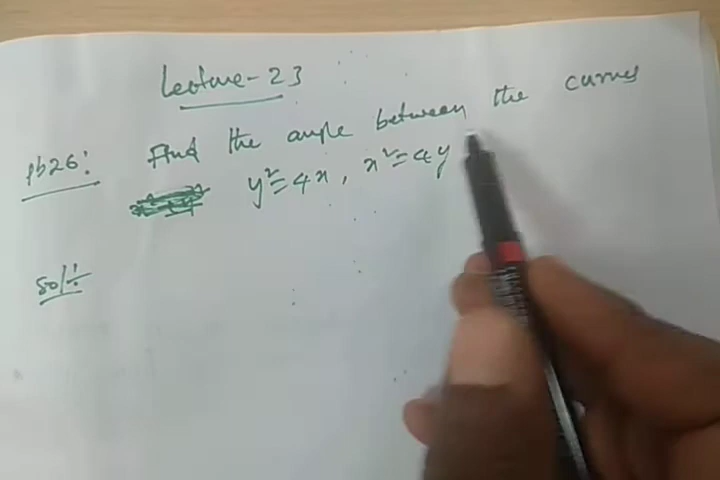 Lecture-23
pb26: Find the angle between the curves
y²=4x, x²=4y
sol: